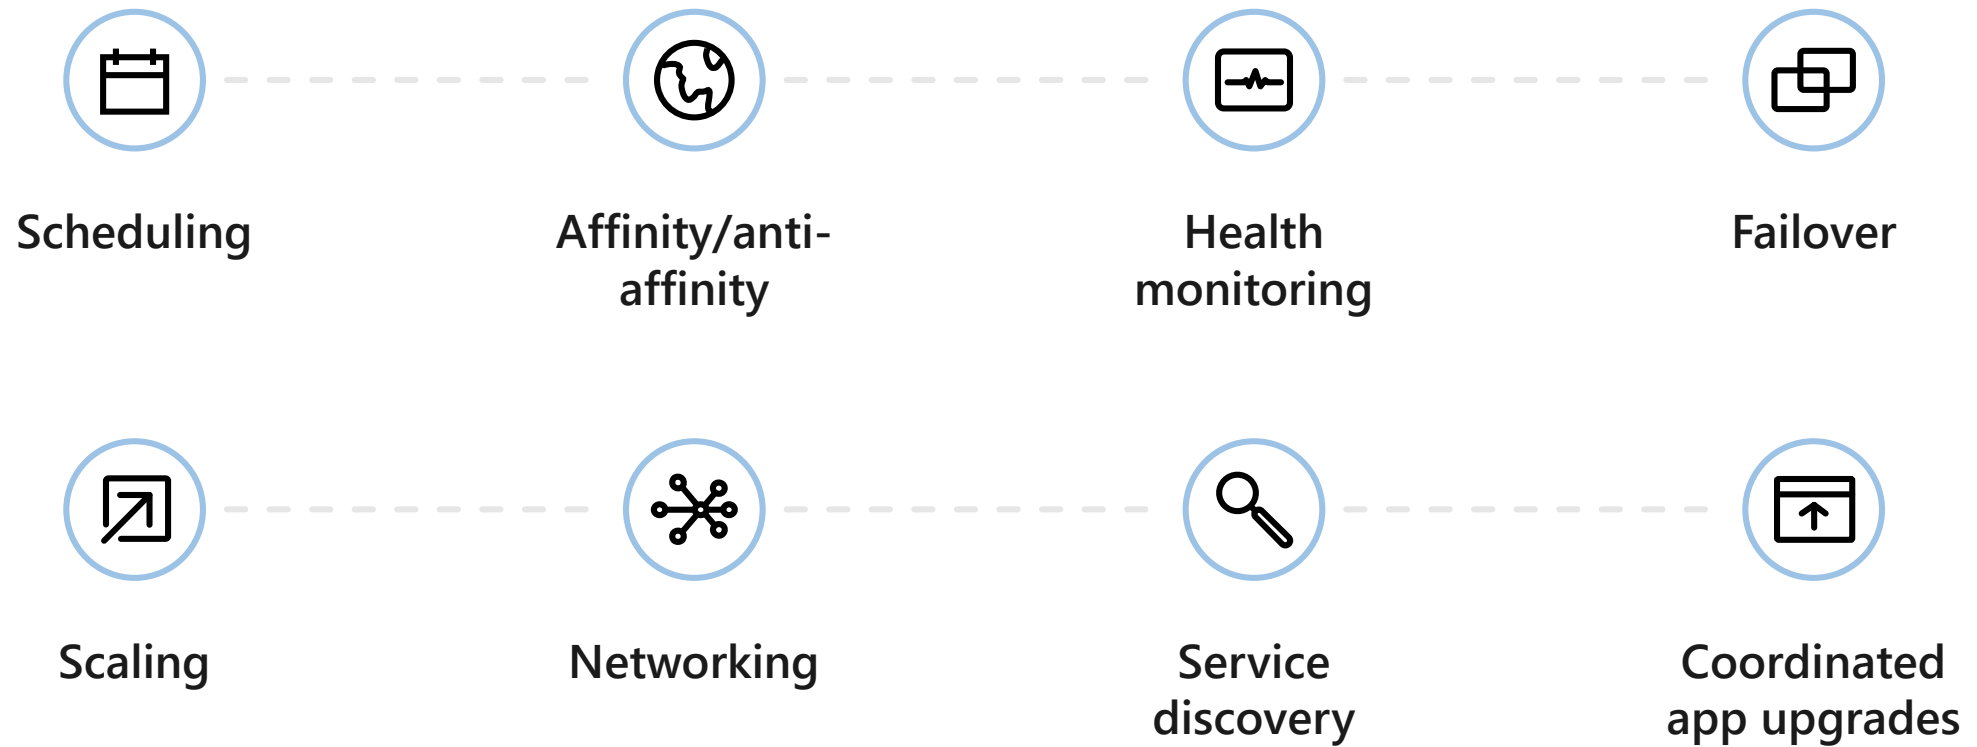 Scheduling
Affinity/anti-
affinity
Health
monitoring
Failover
Scaling
Networking
Service
discovery
Coordinated
app upgrades